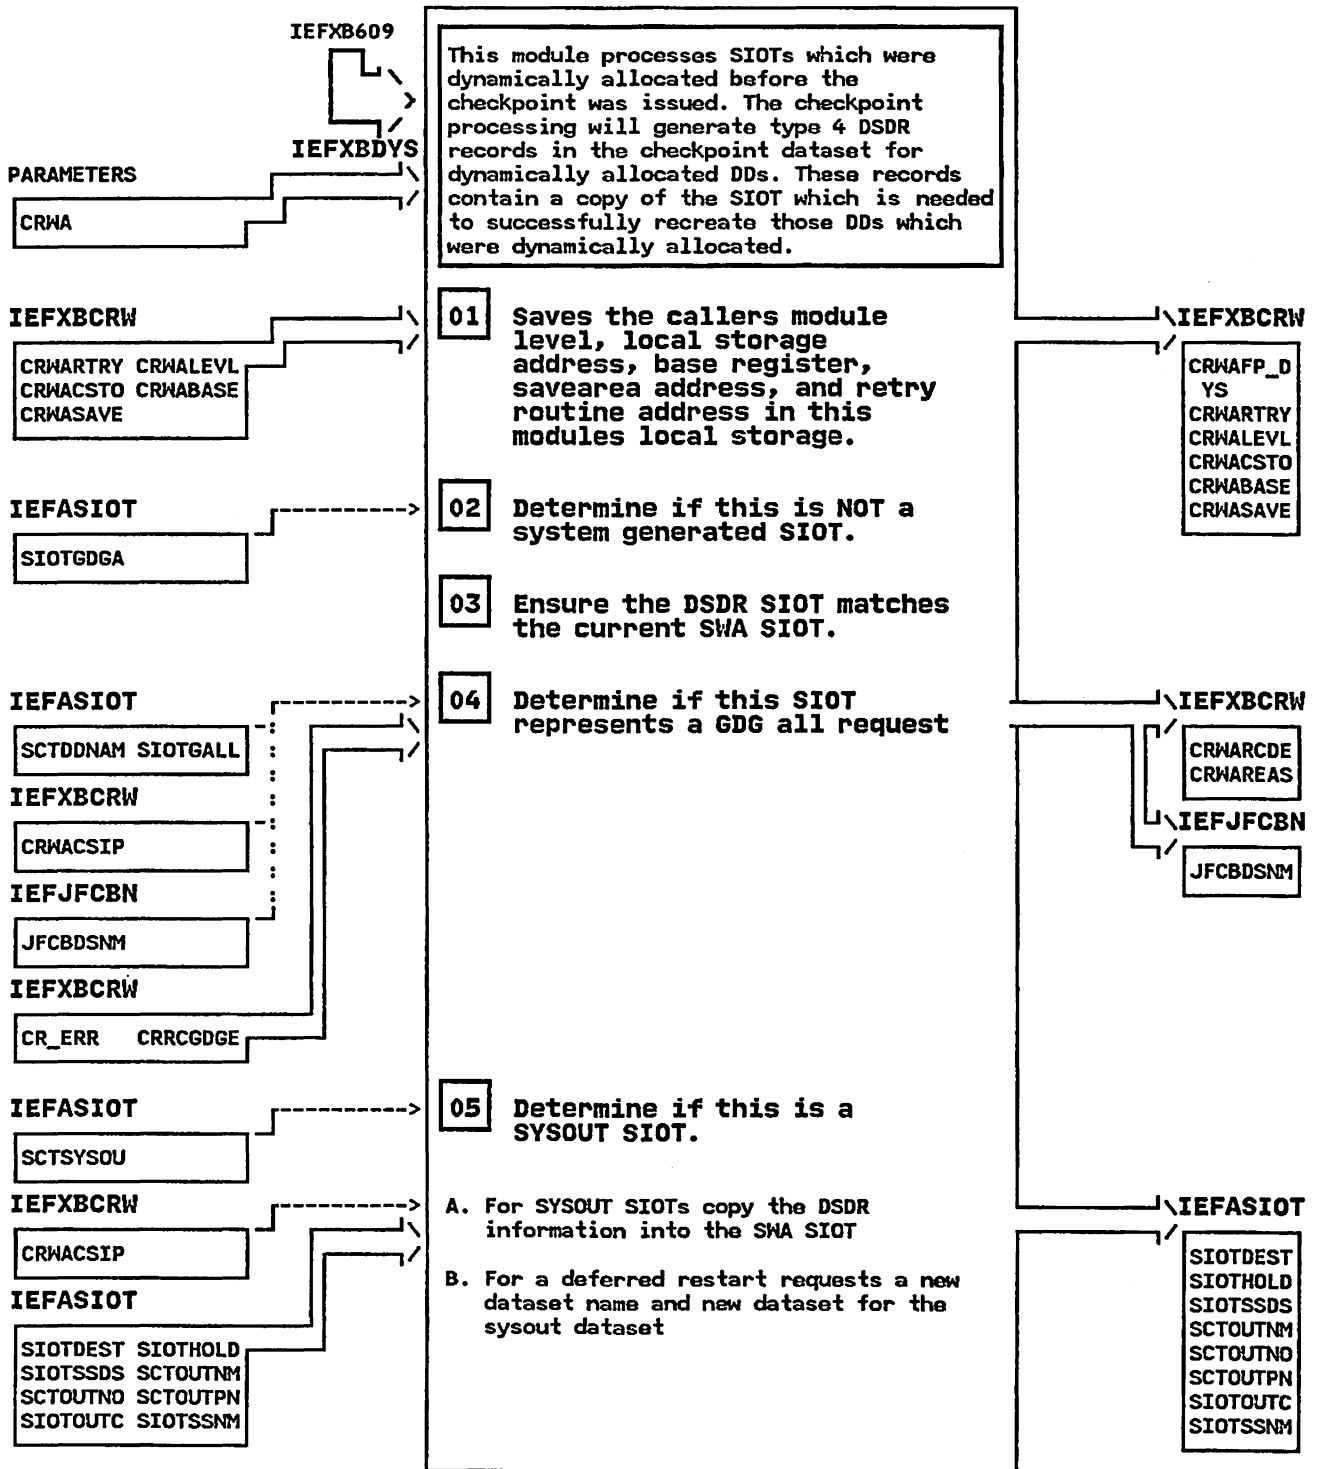 IEFXB609
IEFXBDYS
This module processes SIOTs which were
dynamically allocated before the
checkpoint was issued. The checkpoint
processing will generate type 4 DSDR
records in the checkpoint dataset for
dynamically allocated DDs. These records
contain a copy of the SIOT which is needed
to successfully recreate those DDs which
were dynamically allocated.
PARAMETERS
CRWA
IEFXBCRW
CRWARTRY CRWALEVL
CRWACSTO CRWABASE
CRWASAVE
01 Saves the callers module
level, local storage
address, base register,
savearea address, and retry
routine address in this
modules local storage.
IEFXBCRW
CRWAFP_D
YS
CRWARTRY
CRWALEVL
CRWACSTO
CRWABASE
CRWASAVE
IEFASIOT
SIOTGDGA
02 Determine if this is NOT a
system generated SIOT.
03 Ensure the DSDR SIOT matches
the current SWA SIOT.
IEFASIOT
SCTDDNAM SIOTGALL
IEFXBCRW
CRWACSIP
IEFJFCBN
JFCBDSNM
IEFXBCRW
CR_ERR CRRCGDGE
04 Determine if this SIOT
represents a GDG all request
IEFXBCRW
CRWARCDE
CRWAREAS
IEFJFCBN
JFCBDSNM
IEFASIOT
SCTSYSOU
05 Determine if this is a
SYSOUT SIOT.
IEFXBCRW
CRWACSIP
IEFASIOT
SIOTDEST SIOTHOLD
SIOTSSDS SCTOUTNM
SCTOUTNO SCTOUTPN
SIOTOUTC SIOTSSNM
A. For SYSOUT SIOTs copy the DSDR
information into the SWA SIOT
B. For a deferred restart requests a new
dataset name and new dataset for the
sysout dataset
IEFASIOT
SIOTDEST
SIOTHOLD
SIOTSSDS
SCTOUTNM
SCTOUTNO
SCTOUTPN
SIOTOUTC
SIOTSSNM